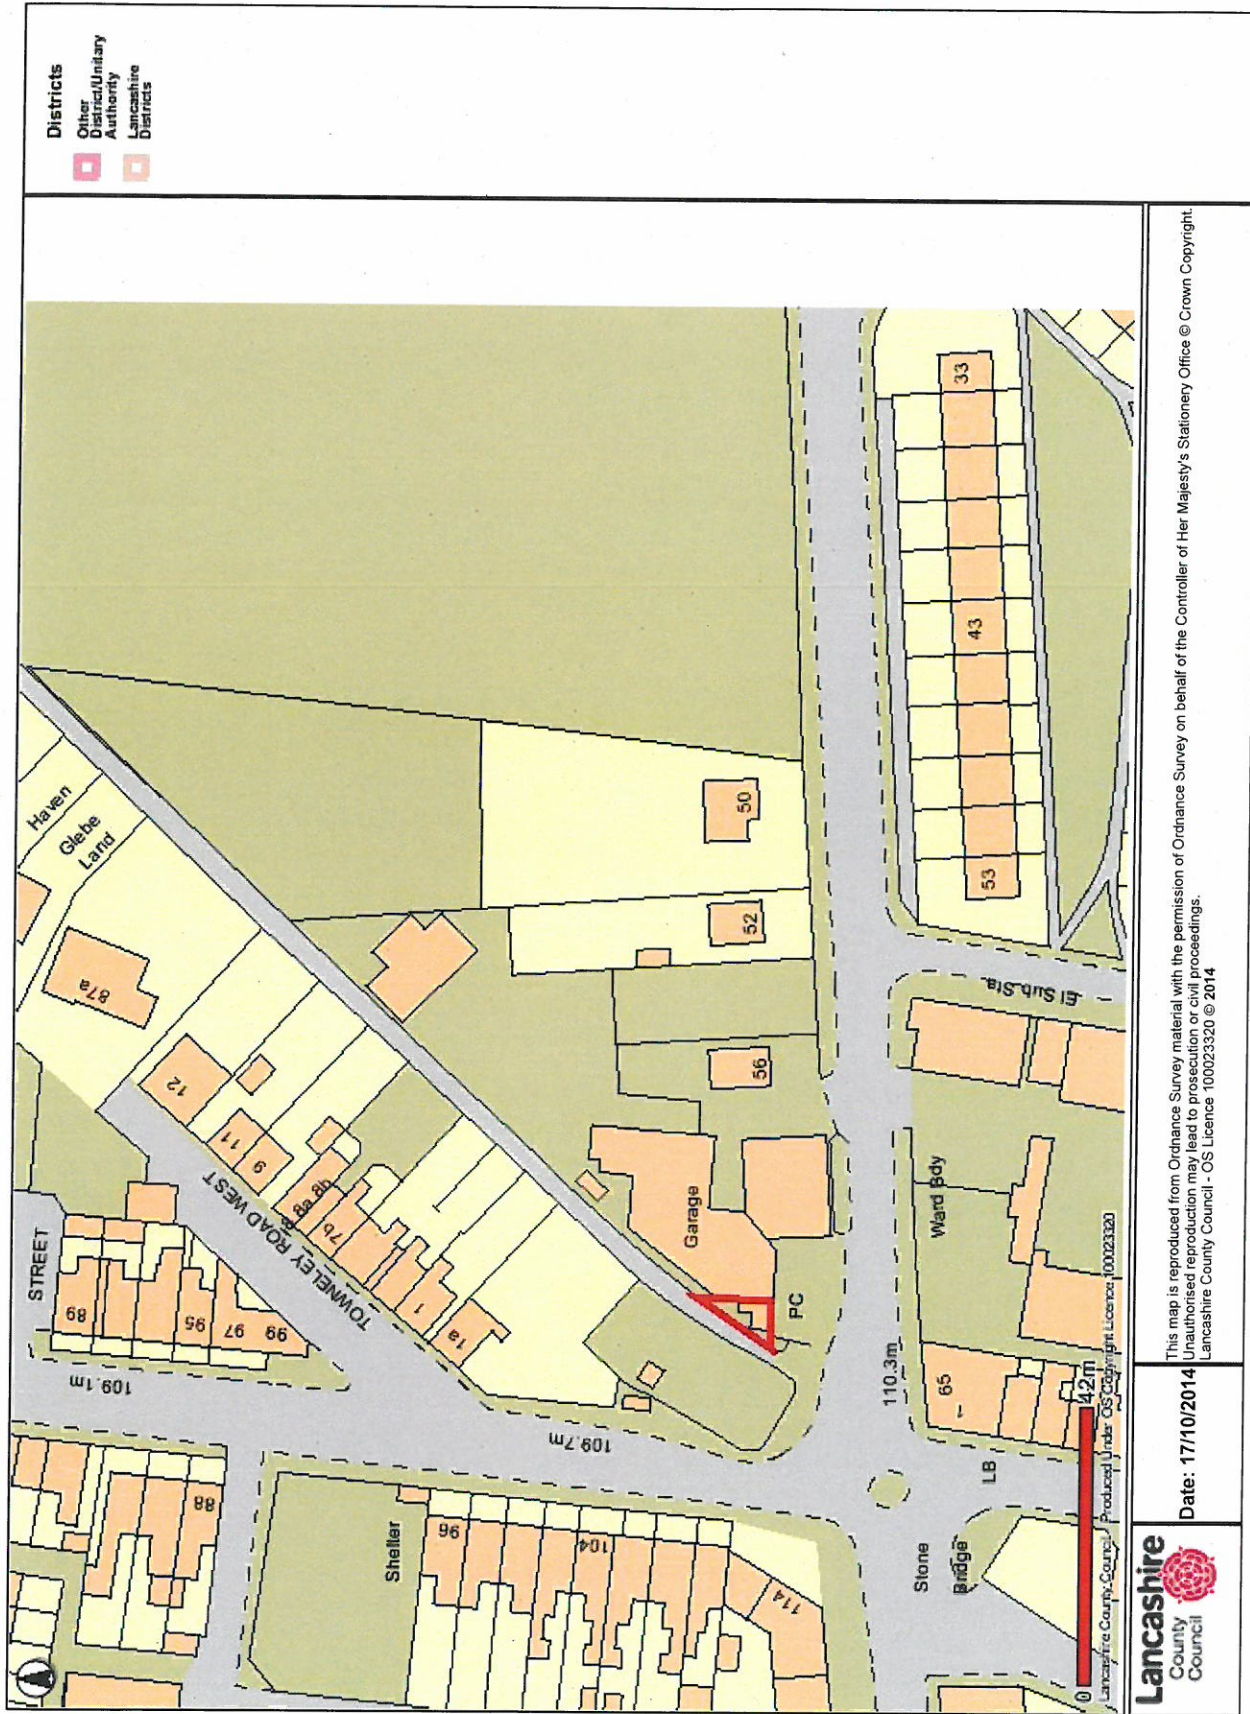 Districts
Other
District/Unitary
Authority
Lancashire
Districts
Haven
Glebe
Land
87a
12
11
9
8a 8b
8
7b
1
1a
TOWNELEY ROAD WEST
STREET
89
95
97
99
109.1m
109.7m
88
Shelter
96
104
114
50
52
56
Garage
PC
110.3m
33
43
53
El Sub Sta
Ward Bdy
65
1
LB
Stone
Bridge
0
42m
Lancashire County Council - Produced Under OS Copyright Licence 100023320
Lancashire
County
Council
Date: 17/10/2014
This map is reproduced from Ordnance Survey material with the permission of Ordnance Survey on behalf of the Controller of Her Majesty's Stationery Office © Crown Copyright.
Unauthorised reproduction may lead to prosecution or civil proceedings.
Lancashire County Council - OS Licence 100023320 © 2014